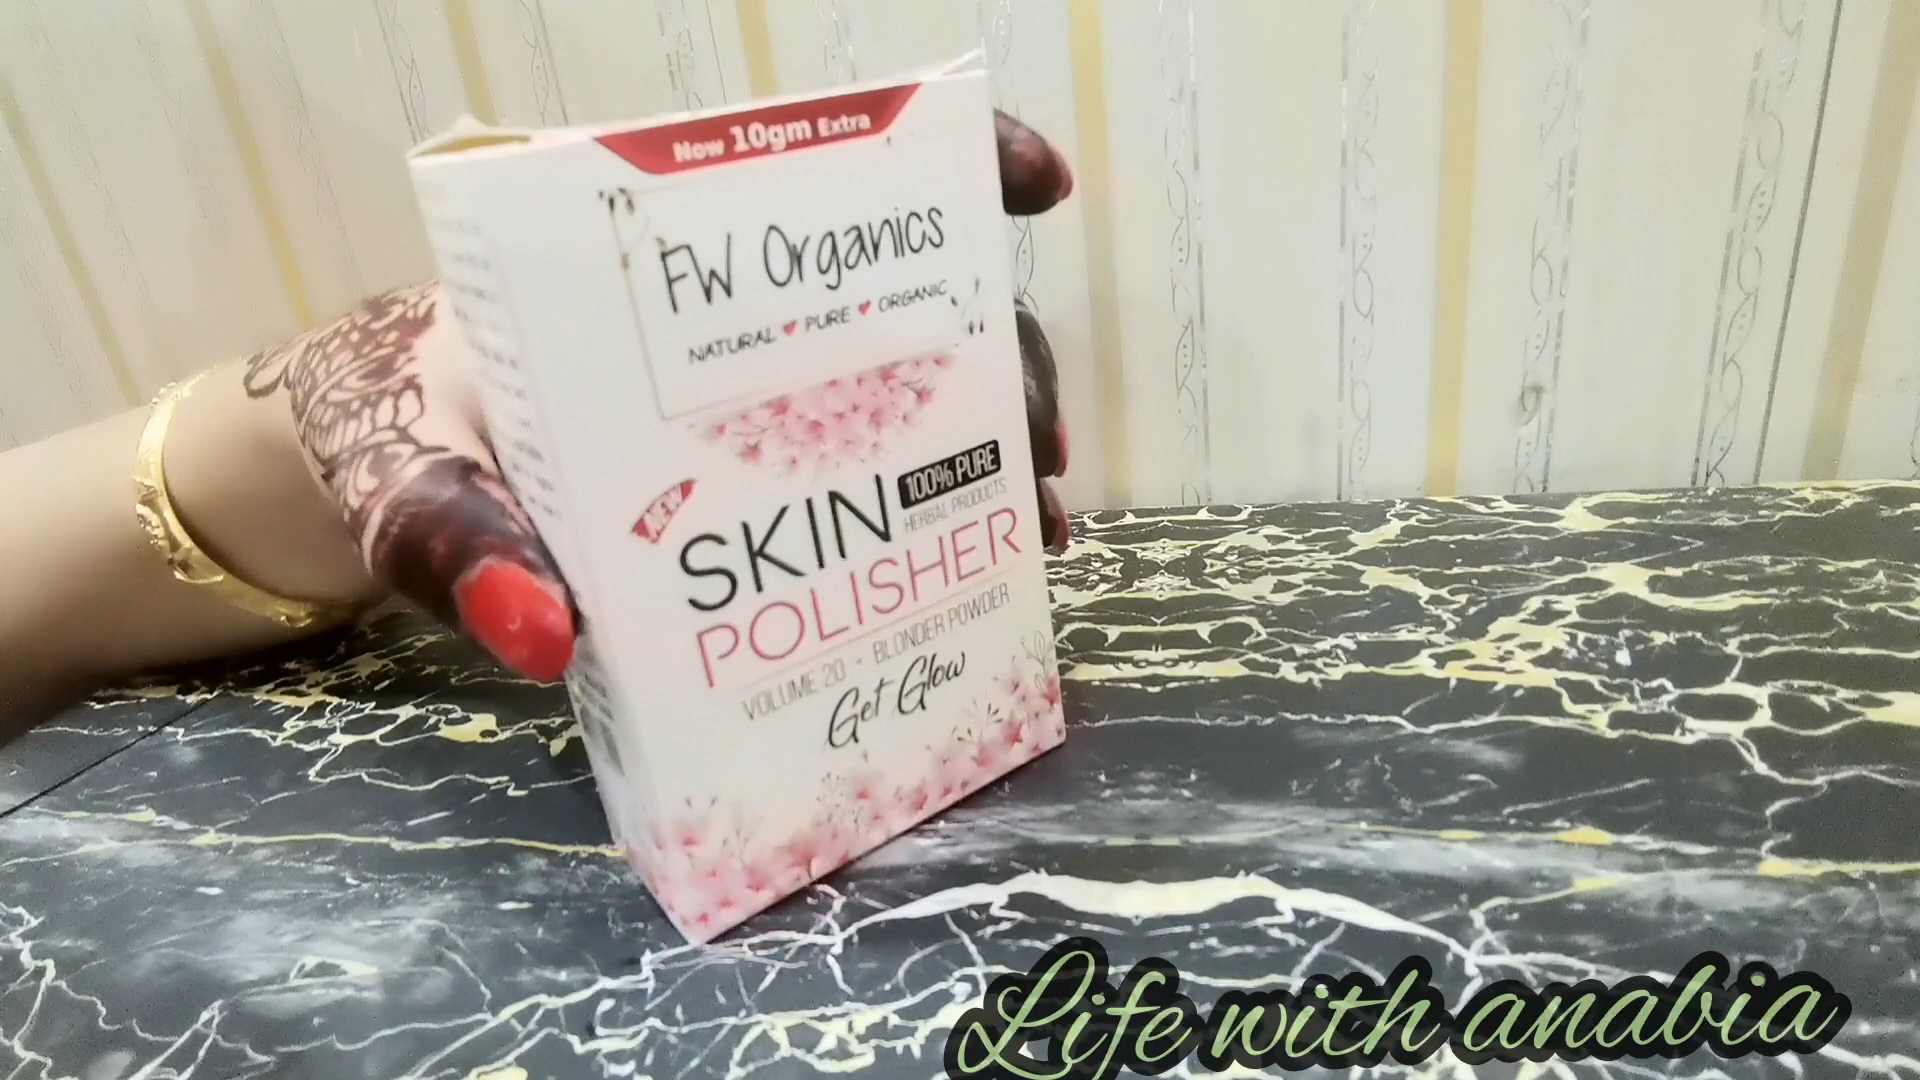 Now 10gm Extra
FW Organics
NATURAL ♥ PURE ♥ ORGANIC
NEW
SKIN
100% PURE
HERBAL PRODUCTS
POLISHER
VOLUME 20 - BLONDER POWDER
Get Glow
Life with anabia